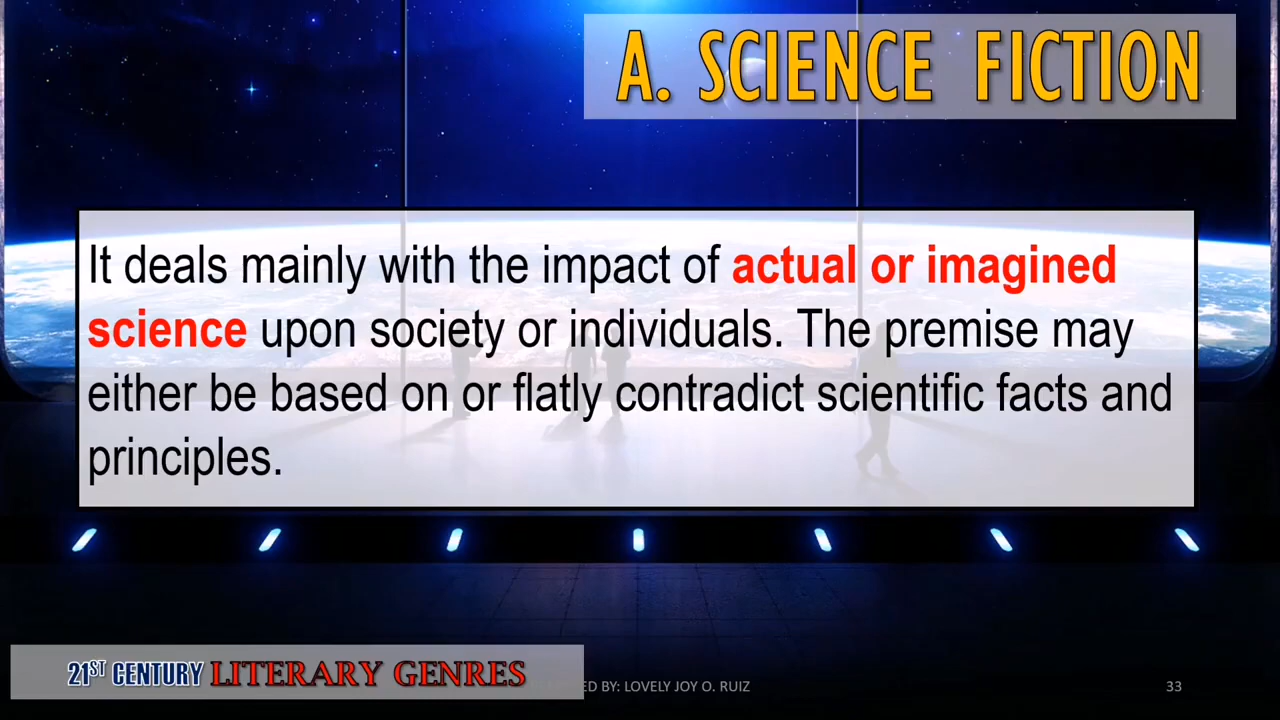 A. SCIENCE FICTION
It deals mainly with the impact of actual or imagined
science upon society or individuals. The premise may
either be based on or flatly contradict scientific facts and
principles.
21ST CENTURY LITERARY GENRES
BY: LOVELY JOY O. RUIZ
33